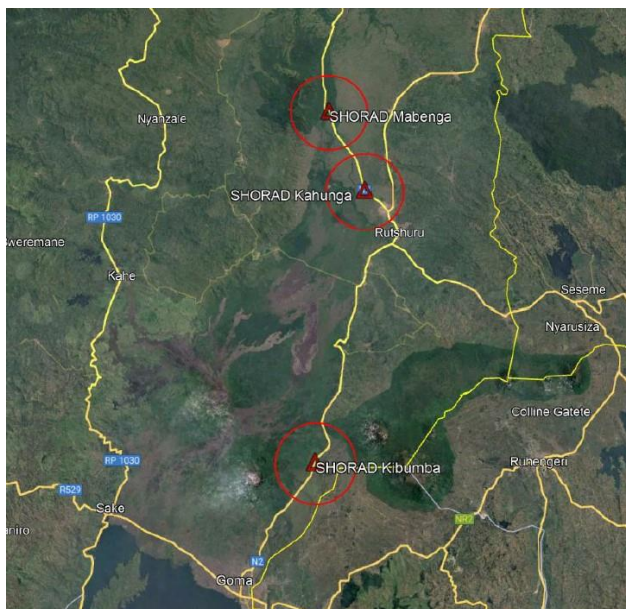 SHORAD Mabenga
Nyanzale
SHORAD Kahunga
RP 1030
Rutshuru
Bweremane
Kahe
Seseme
Nyarusiza
Colline Gatete
RP 1030
SHORAD Kibumba
Ruhengeri
R529
Sake
NR2
N2
Goma